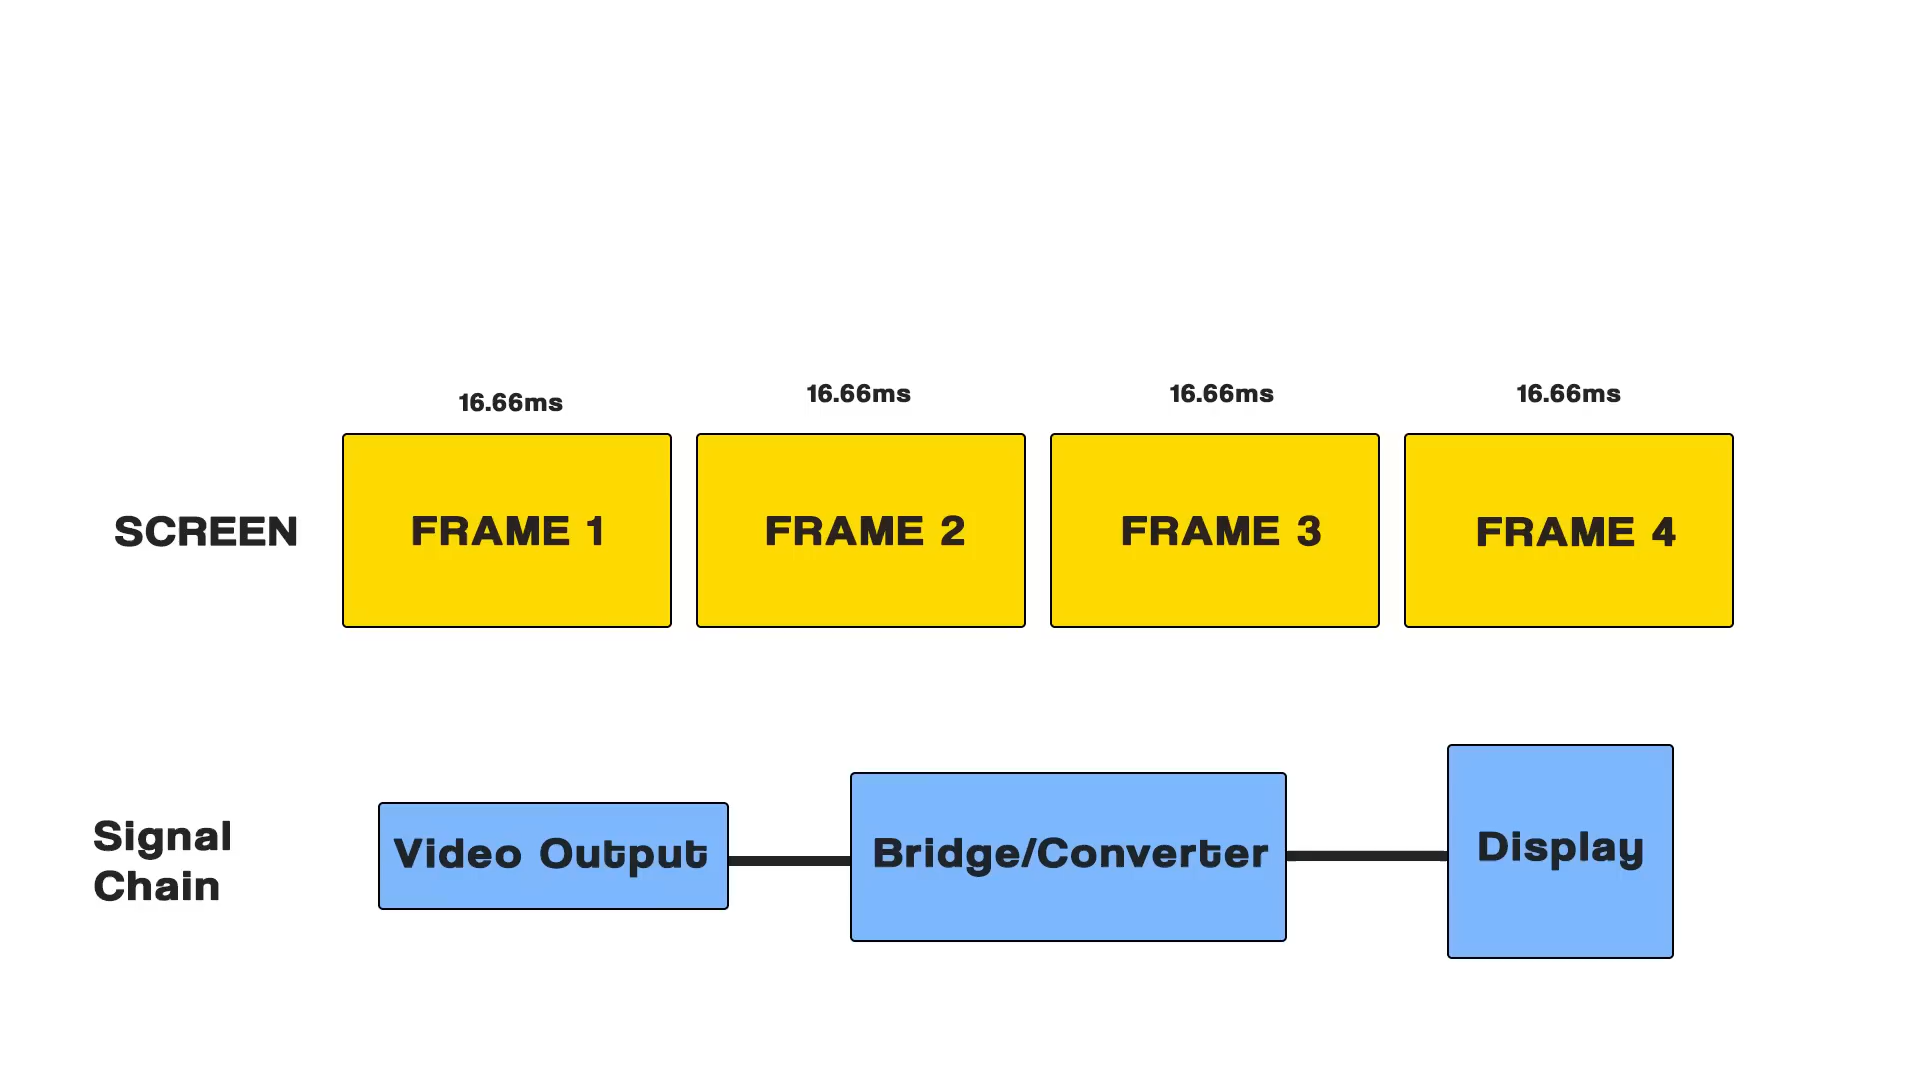 16.66ms 16.66ms 16.66ms 16.66ms
SCREEN FRAME 1 FRAME 2 FRAME 3 FRAME 4
Signal
Chain
Video Output Bridge/Converter Display